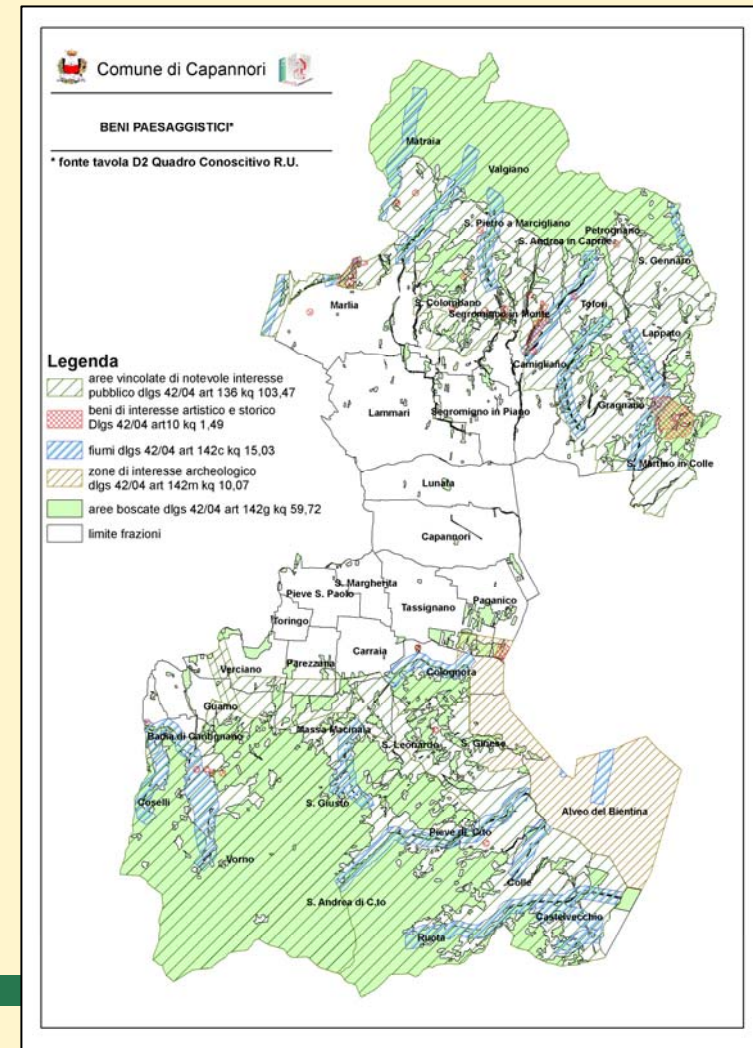 Comune di Capannori
BENI PAESAGGISTICI*
* fonte tavola D2 Quadro Conoscitivo R.U.
Matraia
Valgiano
S. Pietro a Marcigliano
Petrognano
S. Andrea in Caprile
S. Gennaro
Marlia
S. Colombano
Segromigno in Monte
Tofori
Lappato
Camigliano
Legenda
aree vincolate di notevole interesse
pubblico dlgs 42/04 art 136 kq 103,47
beni di interesse artistico e storico
Dlgs 42/04 art10 kq 1,49
fiumi dlgs 42/04 art 142c kq 15,03
zone di interesse archeologico
dlgs 42/04 art 142m kq 10,07
aree boscate dlgs 42/04 art 142g kq 59,72
limite frazioni
Lammari
Segromigno in Piano
Gragnano
S. Martino in Colle
Lunata
Capannori
S. Margherita
Pieve S. Paolo
Tassignano
Paganico
Toringo
Carraia
Parezzana
Verciano
Colognora
Guamo
Badia di Cantignano
Massa Macinaia
S. Leonardo
S. Ginese
Coselli
S. Giusto
Alveo del Bientina
Pieve di C.to
Vorno
Colle
S. Andrea di C.to
Castelvecchio
Ruota